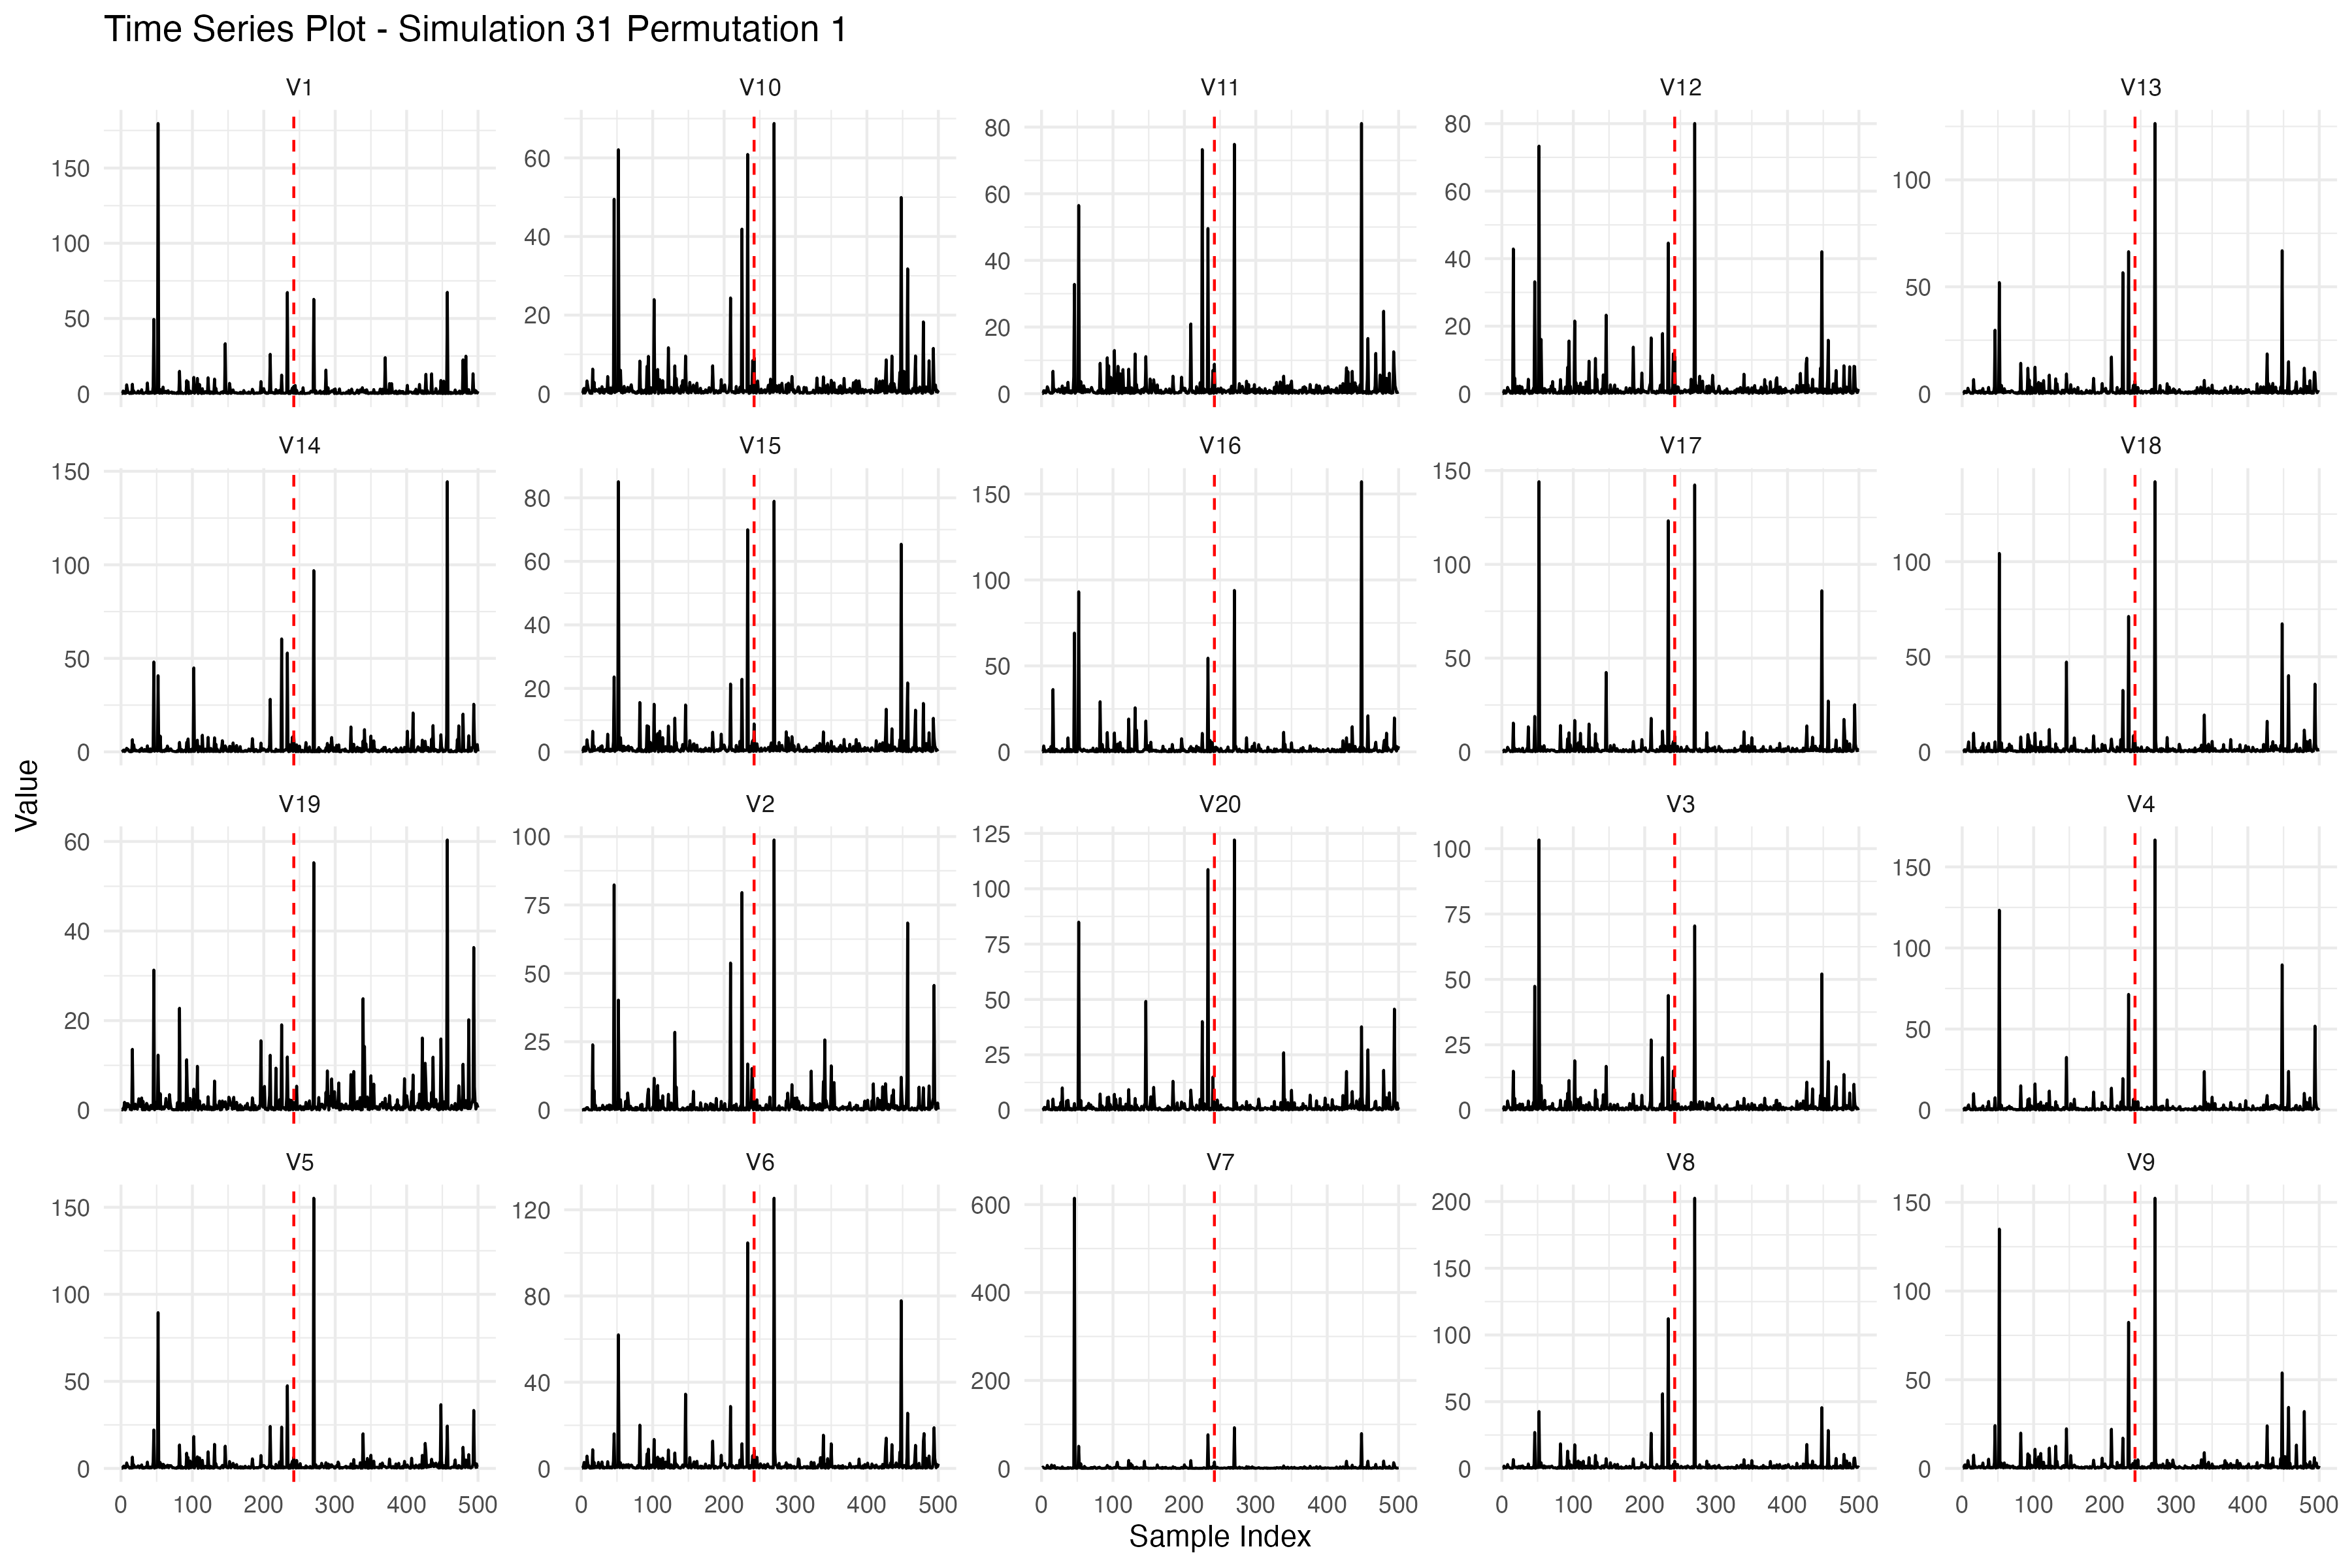 Time Series Plot - Simulation 31 Permutation 1
V1 V10 V11 V12 V13
150 100 50 0
60 40 20 0
80 60 40 20 0
80 60 40 20 0
100 50 0
V14 V15 V16 V17 V18
150 100 50 0
80 60 40 20 0
150 100 50 0
150 100 50 0
100 50 0
Value
V19 V2 V20 V3 V4
60 40 20 0
100 75 50 25 0
125 100 75 50 25 0
100 75 50 25 0
150 100 50 0
V5 V6 V7 V8 V9
150 100 50 0
120 80 40 0
600 400 200 0
200 150 100 50 0
150 100 50 0
0 100 200 300 400 500
0 100 200 300 400 500
0 100 200 300 400 500
0 100 200 300 400 500
0 100 200 300 400 500
Sample Index